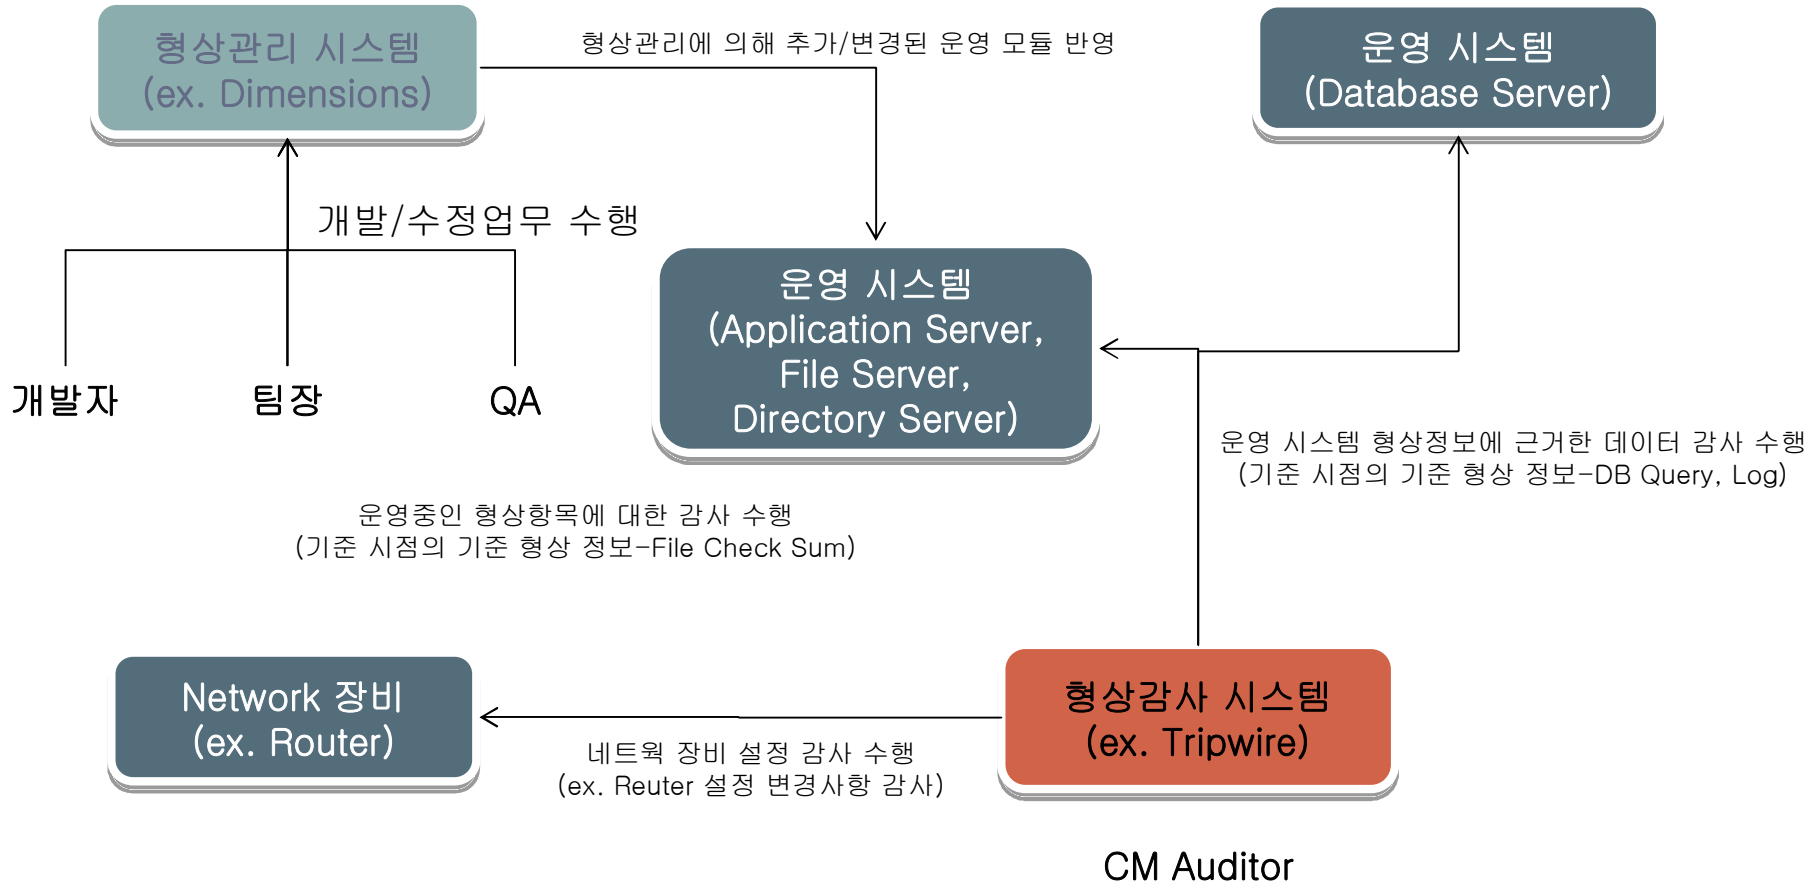 형상관리 시스템
(ex. Dimensions)
형상관리에 의해 추가/변경된 운영 모듈 반영
운영 시스템
(Database Server)
개발/수정업무 수행
개발자
팀장
QA
운영 시스템
(Application Server,
File Server,
Directory Server)
운영 시스템 형상정보에 근거한 데이터 감사 수행
(기준 시점의 기준 형상 정보-DB Query, Log)
운영중인 형상항목에 대한 감사 수행
(기준 시점의 기준 형상 정보-File Check Sum)
Network 장비
(ex. Router)
네트웍 장비 설정 감사 수행
(ex. Reuter 설정 변경사항 감사)
형상감사 시스템
(ex. Tripwire)
CM Auditor